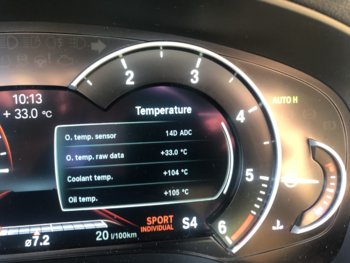 10:13
+ 33.0 °C
Temperature
O. temp. sensor 14D ADC
O. temp. raw data +33.0 °C
Coolant temp. +104 °C
Oil temp. +105 °C
ø7.2
20 l/100km
SPORT
INDIVIDUAL
S4
2
3
4
5
6
AUTO H